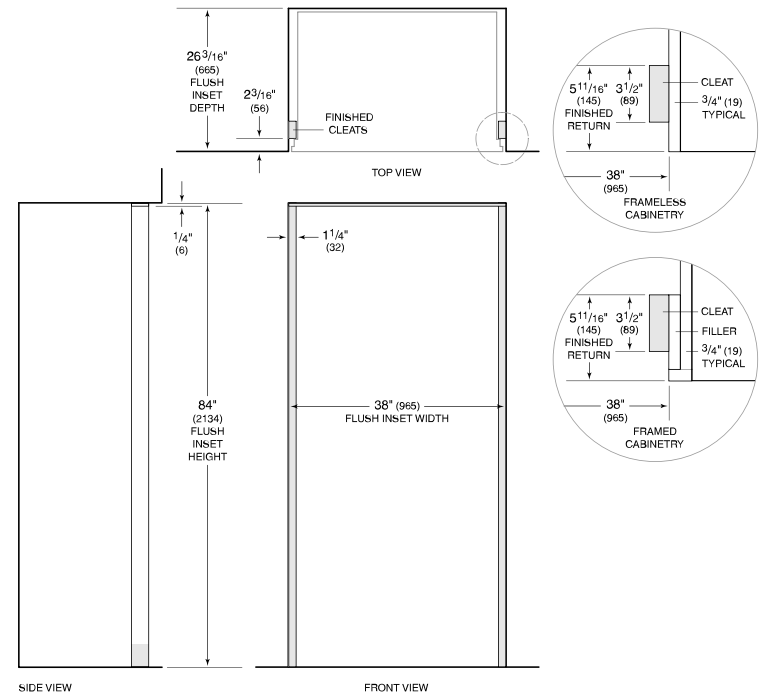 26 3/16"
(665)
FLUSH
INSET
DEPTH
2 3/16"
(56)
FINISHED
CLEATS
TOP VIEW
5 11/16"
(145)
FINISHED
RETURN
3 1/2"
(89)
CLEAT
3/4" (19)
TYPICAL
38"
(965)
FRAMELESS
CABINETRY
1/4"
(6)
1 1/4"
(32)
5 11/16"
(145)
FINISHED
RETURN
3 1/2"
(89)
CLEAT
FILLER
3/4" (19)
TYPICAL
38"
(965)
FRAMED
CABINETRY
84"
(2134)
FLUSH
INSET
HEIGHT
38" (965)
FLUSH INSET WIDTH
SIDE VIEW
FRONT VIEW